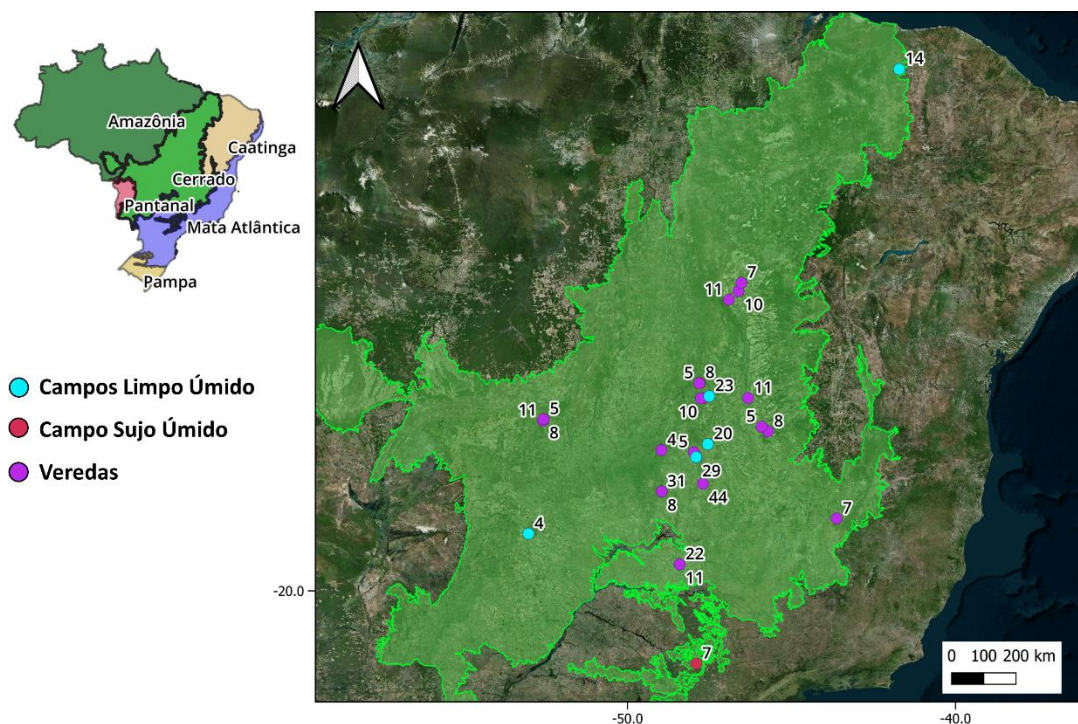 Amazônia
Caatinga
Cerrado
Pantanal
Mata Atlântica
Pampa
Campos Limpo Úmido
Campo Sujo Úmido
Veredas
14
7
11
10
5 8
23
11
10
5
8
11 5
8
20
4
5
29
31
44
8
7
4
22
11
-20.0
7
0 100 200 km
-50.0
-40.0